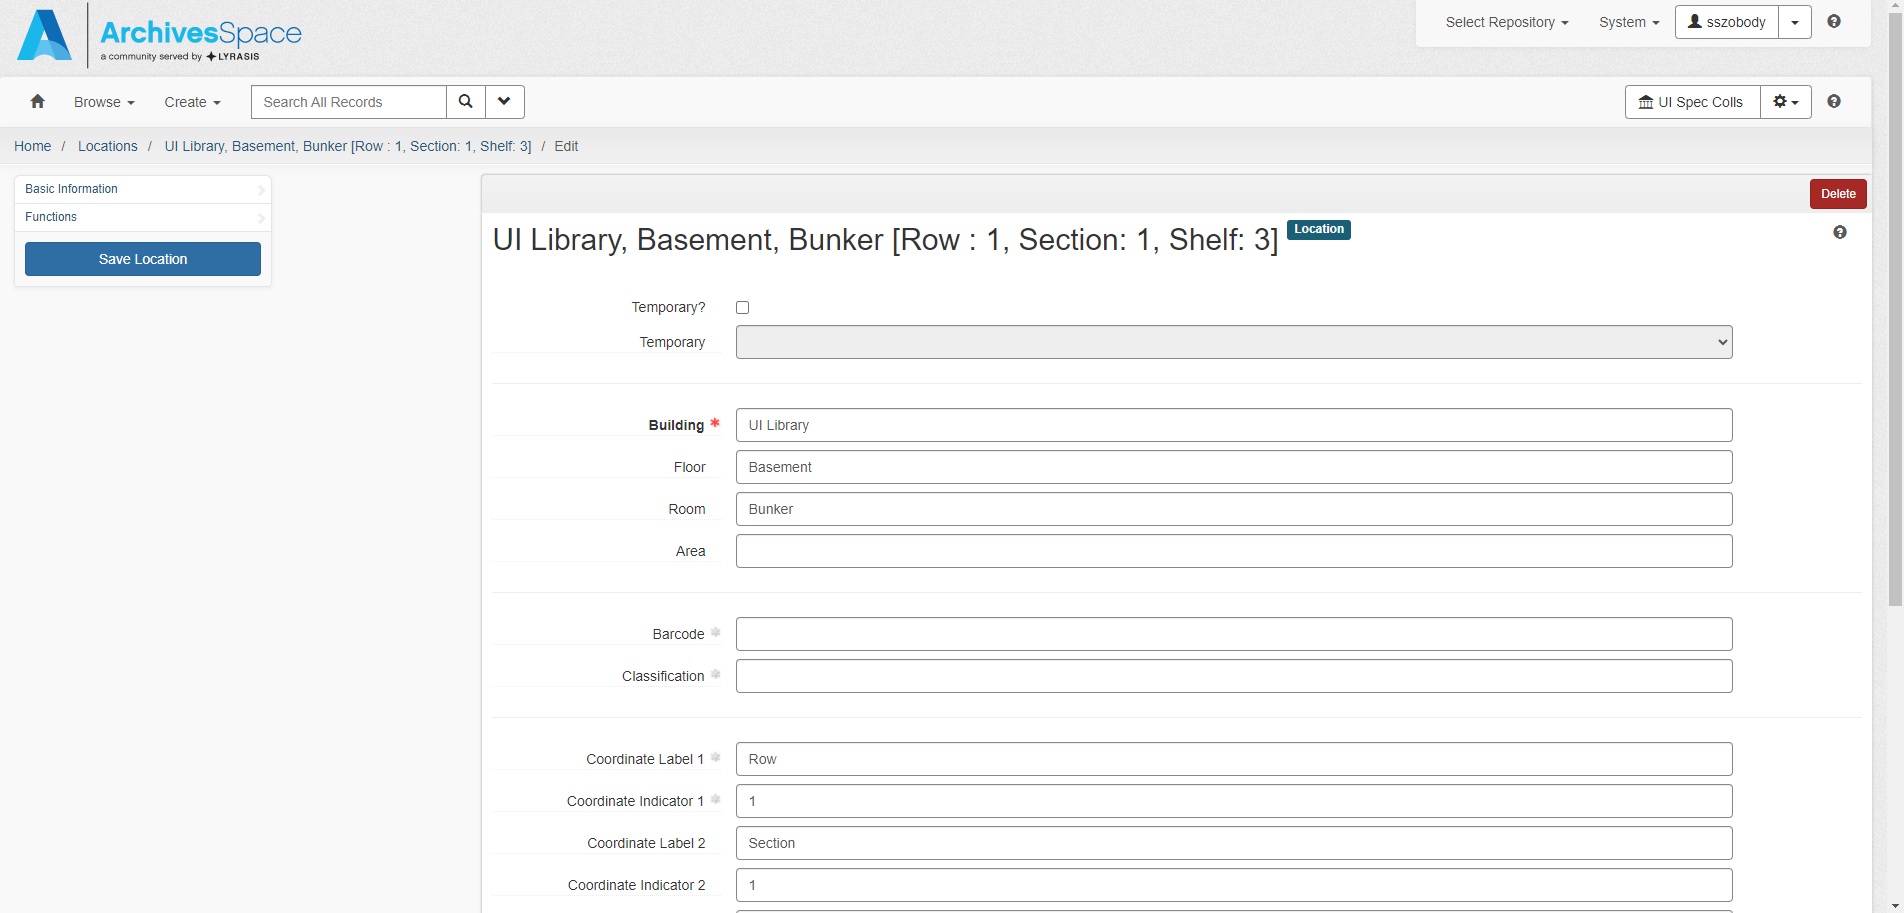 ArchivesSpace
a community served by LYRASIS
Select Repository
System
sszobody
Browse
Create
Search All Records
UI Spec Colls
Home / Locations / UI Library, Basement, Bunker [Row : 1, Section: 1, Shelf: 3] / Edit
Basic Information
Functions
Save Location
Delete
UI Library, Basement, Bunker [Row : 1, Section: 1, Shelf: 3] Location
Temporary?
Temporary
Building * UI Library
Floor Basement
Room Bunker
Area
Barcode *
Classification *
Coordinate Label 1 * Row
Coordinate Indicator 1 * 1
Coordinate Label 2 Section
Coordinate Indicator 2 1